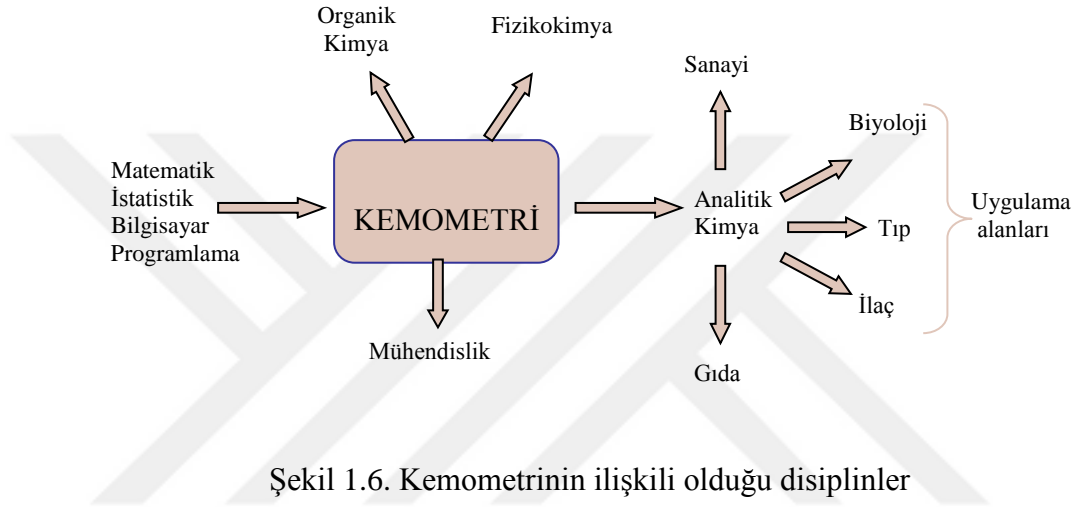 Organik
Kimya
Fizikokimya
Sanayi
Biyoloji
Matematik
İstatistik
Bilgisayar
Programlama
KEMOMETRİ
Analitik
Kimya
Tıp
Uygulama
alanları
İlaç
Mühendislik
Gıda
Şekil 1.6. Kemometrinin ilişkili olduğu disiplinler